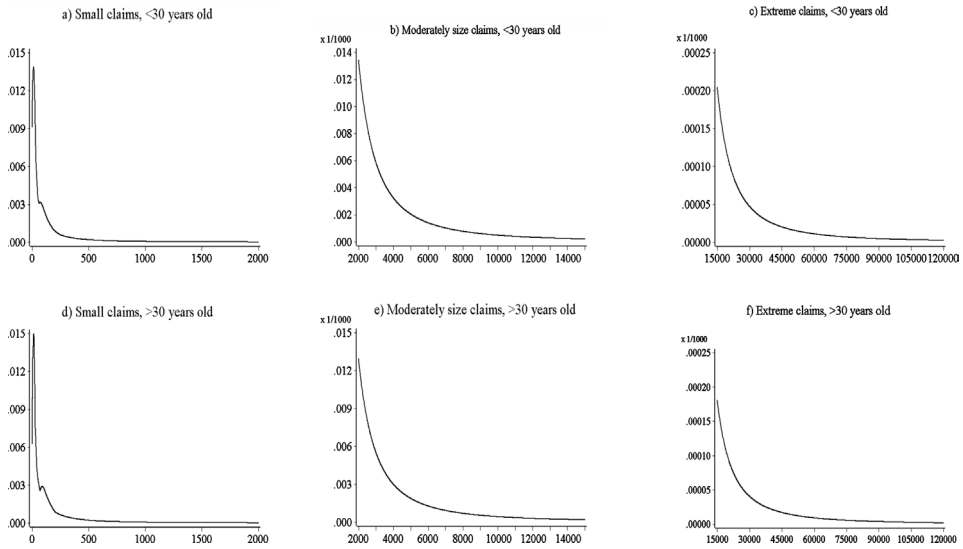 a) Small claims, <30 years old
.015
.012
.009
.006
.003
.000
0 500 1000 1500 2000
b) Moderately size claims, <30 years old
x 1/1000
.014
.012
.010
.008
.006
.004
.002
.000
2000 4000 6000 8000 10000 12000 14000
c) Extreme claims, <30 years old
x 1/1000
.00025
.00020
.00015
.00010
.00005
.00000
15000 30000 45000 60000 75000 90000 105000 120000
d) Small claims, >30 years old
.015
.012
.009
.006
.003
.000
0 500 1000 1500 2000
e) Moderately size claims, >30 years old
x 1/1000
.015
.012
.009
.006
.003
.000
2000 4000 6000 8000 10000 12000 14000
f) Extreme claims, >30 years old
x 1/1000
.00025
.00020
.00015
.00010
.00005
.00000
15000 30000 45000 60000 75000 90000 105000 120000